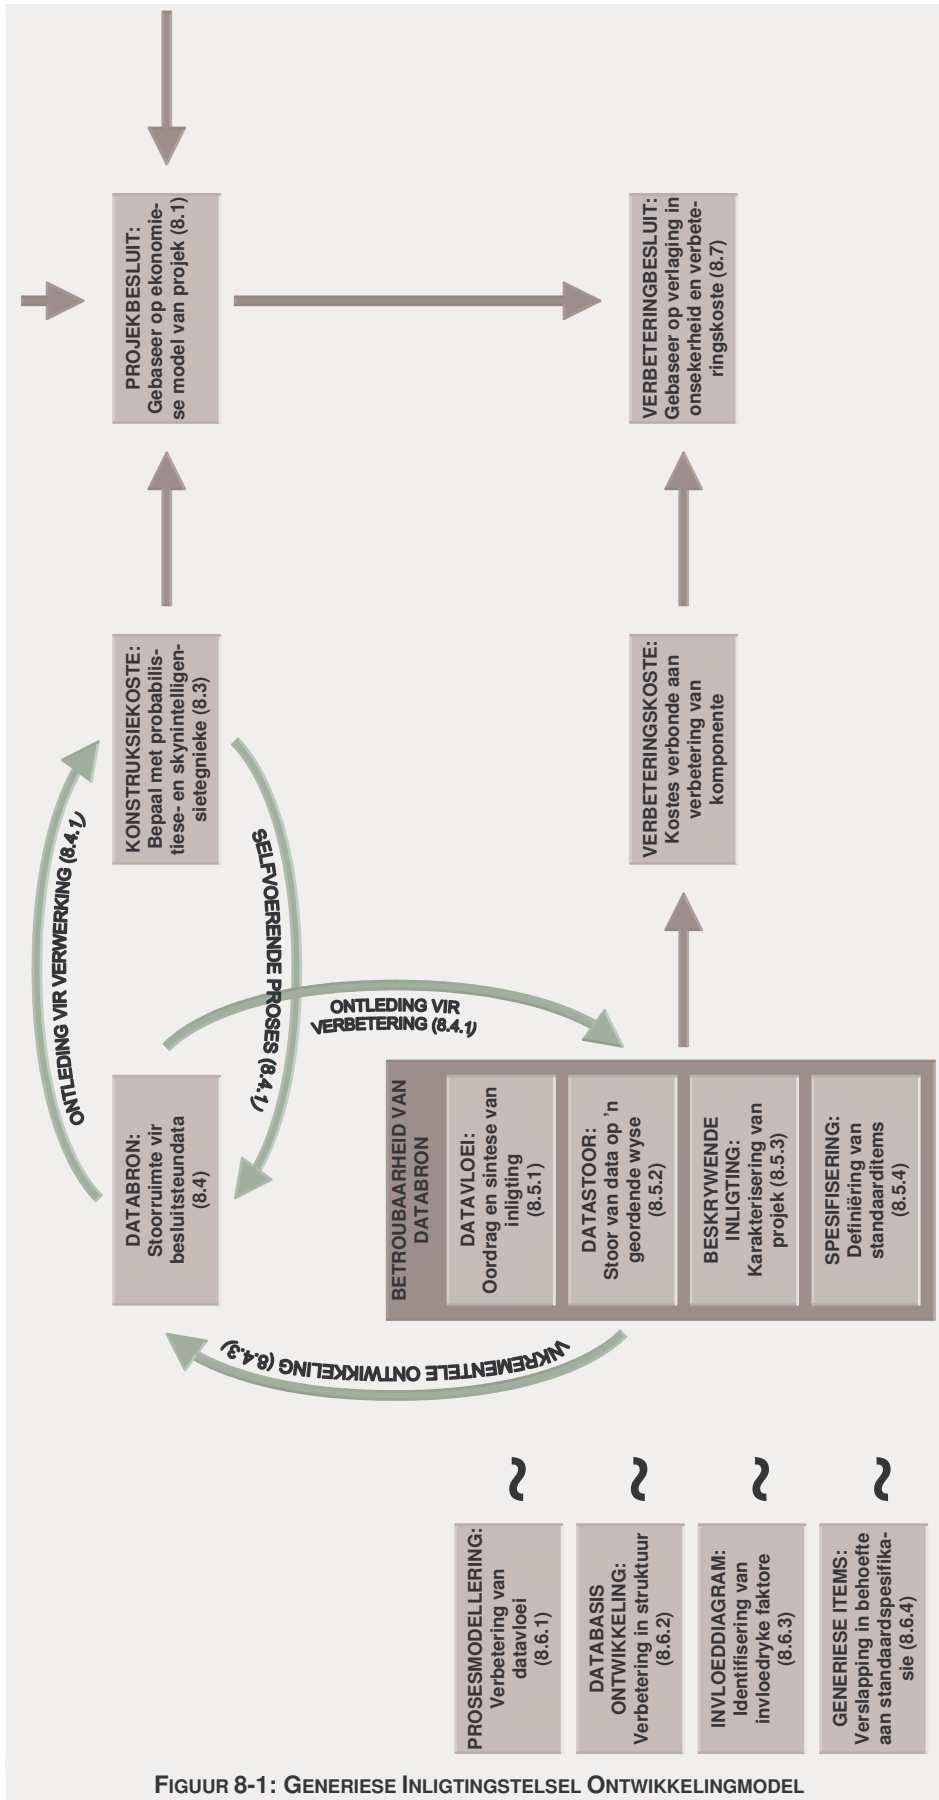 PROJEKBESLUIT:
Gebaseer op ekonomie-
se model van projek (8.1)
VERBETERINGBESLUIT:
Gebaseer op verlaging in
onsekerheid en verbete-
ringskoste (8.7)
KONSTRUKSIEKOSTE:
Bepaal met probabilis-
tiese- en skynintelligen-
sietegnieke (8.3)
VERBETERINGSKOSTE:
Kostes verbonde aan
verbetering van
komponente
ONTLEDING VIR VERWERKING (8.4.1)
SELFVOERENDE PROSES (8.4.1)
ONTLEDING VIR
VERBETERING (8.4.1)
DATABRON:
Stoorruimte vir
besluitsteundata
(8.4)
BETROUBAARHEID VAN
DATABRON
DATAVLOEI:
Oordrag en sintese van
inligting
(8.5.1)
DATASTOOR:
Stoor van data op ’n
geordende wyse
(8.5.2)
BESKRYWENDE
INLIGTING:
Karakterisering van
projek (8.5.3)
SPESIFISERING:
Definiëring van
standaarditems
(8.5.4)
INKREMENTELE ONTWIKKELING (8.4.3)
~
~
~
~
PROSESMODELLERING:
Verbetering van
datavloei
(8.6.1)
DATABASIS
ONTWIKKELING:
Verbetering in struktuur
(8.6.2)
INVLOEDDIAGRAM:
Identifisering van
invloedryke faktore
(8.6.3)
GENERIESE ITEMS:
Verslapping in behoefte
aan standaardspesifika-
sie (8.6.4)
FIGUUR 8-1: GENERIESE INLIGTINGSTELSEL ONTWIKKELINGMODEL